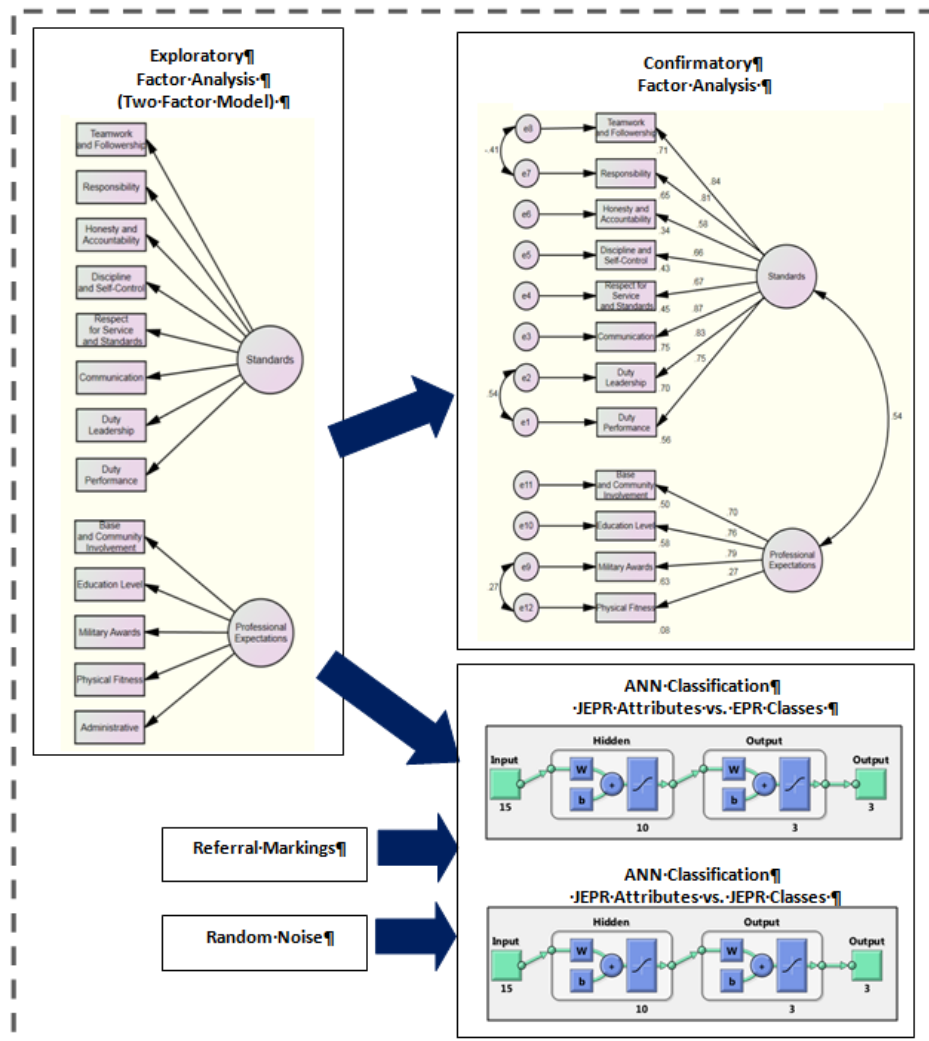 Exploratory¶
Factor·Analysis·¶
(Two·Factor·Model)·¶
Teamwork
and Followership
Responsibility
Honesty and
Accountability
Discipline
and Self-Control
Respect
for Service
and Standards
Communication
Duty
Leadership
Duty
Performance
Standards
Base
and Community
Involvement
Education Level
Military Awards
Physical Fitness
Administrative
Professional
Expectations
Confirmatory¶
Factor·Analysis
e8
Teamwork
and Followership
.71
-.41
e7
Responsibility
.65
e6
Honesty and
Accountability
.34
e5
Discipline and
Self-Control
.43
e4
Respect for
Service
and Standards
.45
e3
Communication
.75
e2
Duty
Leadership
.70
.54
e1
Duty
Performance
.56
.84
.81
.58
.66
.67
.87
.83
.75
Standards
.54
e11
Base
and Community
Involvement
.50
e10
Education Level
.58
e9
Military Awards
.63
.27
e12
Physical Fitness
.08
.70
.76
.79
.27
Professional
Expectations
ANN·Classification¶
·JEPR·Attributes·vs.·EPR·Classes·¶
Hidden
Output
Input
W
b
+
W
b
+
Output
15
10
3
3
Referral·Markings¶
ANN·Classification¶
·JEPR·Attributes·vs.·JEPR·Classes·¶
Random·Noise¶
Hidden
Output
Input
W
b
+
W
b
+
Output
15
10
3
3